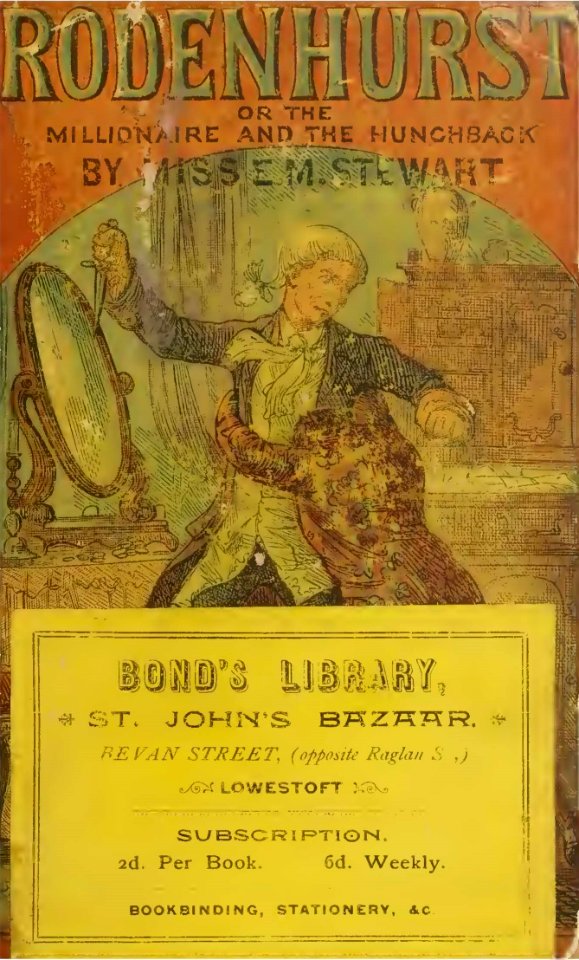 RODENHURST
OR THE
MILLIONAIRE AND THE HUNCHBACK
BY MISS E. M. STEWART
BOND'S LIBRARY,
ST. JOHN'S BAZAAR.
BEVAN STREET, (opposite Raglan S ,)
LOWESTOFT
SUBSCRIPTION.
2d. Per Book. 6d. Weekly.
BOOKBINDING, STATIONERY, &C